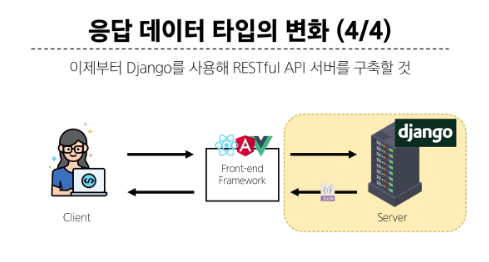 응답 데이터 타입의 변화 (4/4)
이제부터 Django를 사용해 RESTful API 서버를 구축할 것
django
Front-end
Framework
JSON
Client
Server